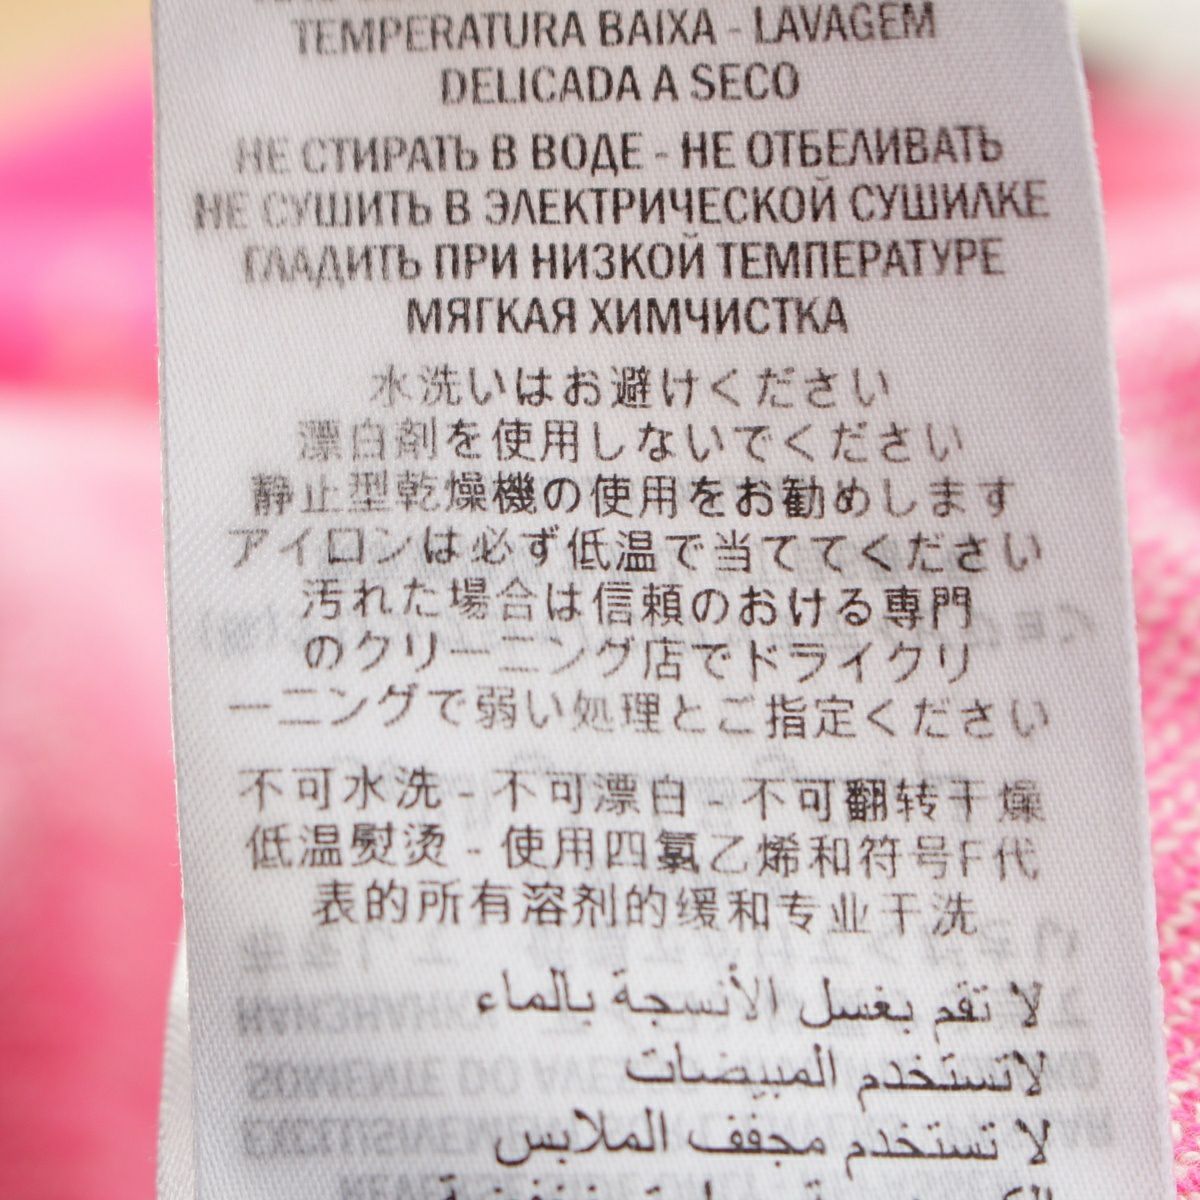 TEMPERATURA BAIXA - LAVAGEM
DELICADA A SECO
НЕ СТИРАТЬ В ВОДЕ - НЕ ОТБЕЛИВАТЬ
НЕ СУШИТЬ В ЭЛЕКТРИЧЕСКОЙ СУШИЛКЕ
ГЛАДИТЬ ПРИ НИЗКОЙ ТЕМПЕРАТУРЕ
МЯГКАЯ ХИМЧИСТКА
水洗いはお避けください
漂白剤を使用しないでください
静止型乾燥機の使用をお勧めします
アイロンは必ず低温で当ててください
汚れた場合は信頼のおける専門
のクリーニング店でドライクリ
ーニングで弱い処理とご指定ください
不可水洗 - 不可漂白 - 不可翻转干燥
低温熨烫 - 使用四氯乙烯和符号F代
表的所有溶剂的缓和专业干洗
لا تقم بغسل الأنسجة بالماء
لاتستخدم المبيضات
لا تستخدم مجفف الملابس